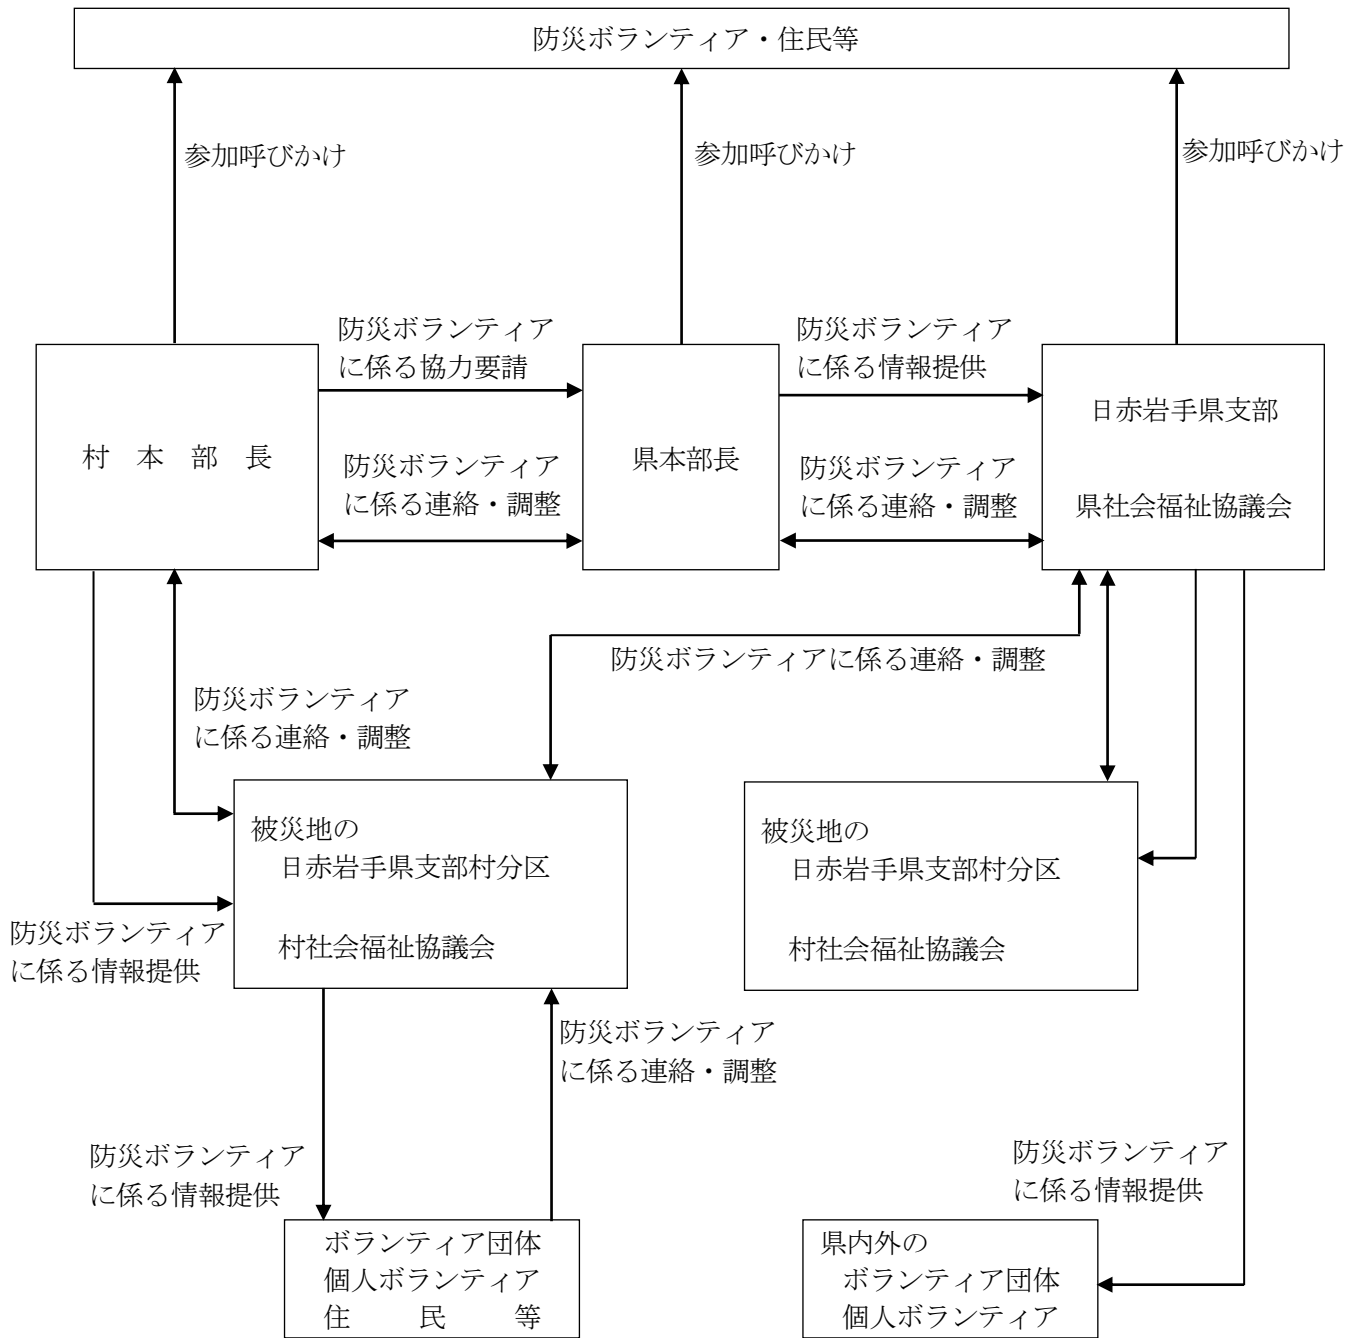 防災ボランティア・住民等
参加呼びかけ
参加呼びかけ
参加呼びかけ
防災ボランティア
に係る協力要請
防災ボランティア
に係る情報提供
村　本　部　長
県本部長
日赤岩手県支部
県社会福祉協議会
防災ボランティア
に係る連絡・調整
防災ボランティア
に係る連絡・調整
防災ボランティアに係る連絡・調整
防災ボランティア
に係る連絡・調整
被災地の
日赤岩手県支部村分区
村社会福祉協議会
被災地の
日赤岩手県支部村分区
村社会福祉協議会
防災ボランティア
に係る情報提供
防災ボランティア
に係る連絡・調整
防災ボランティア
に係る情報提供
防災ボランティア
に係る情報提供
ボランティア団体
個人ボランティア
住　　民　　等
県内外の
ボランティア団体
個人ボランティア